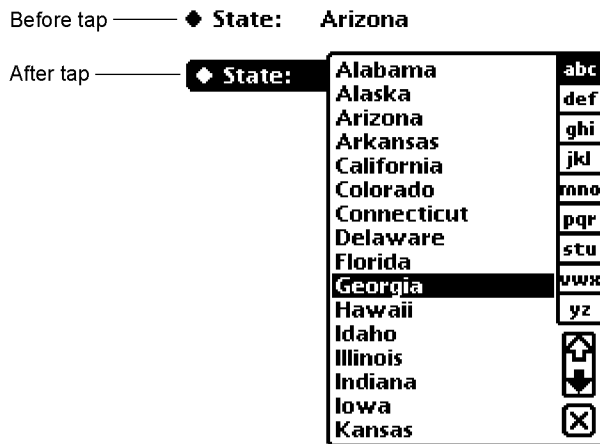 Before tap
State: Arizona
After tap
State:
Alabama
Alaska
Arizona
Arkansas
California
Colorado
Connecticut
Delaware
Florida
Georgia
Hawaii
Idaho
Illinois
Indiana
Iowa
Kansas
abc
def
ghi
jkl
mno
pqr
stu
vwx
yz